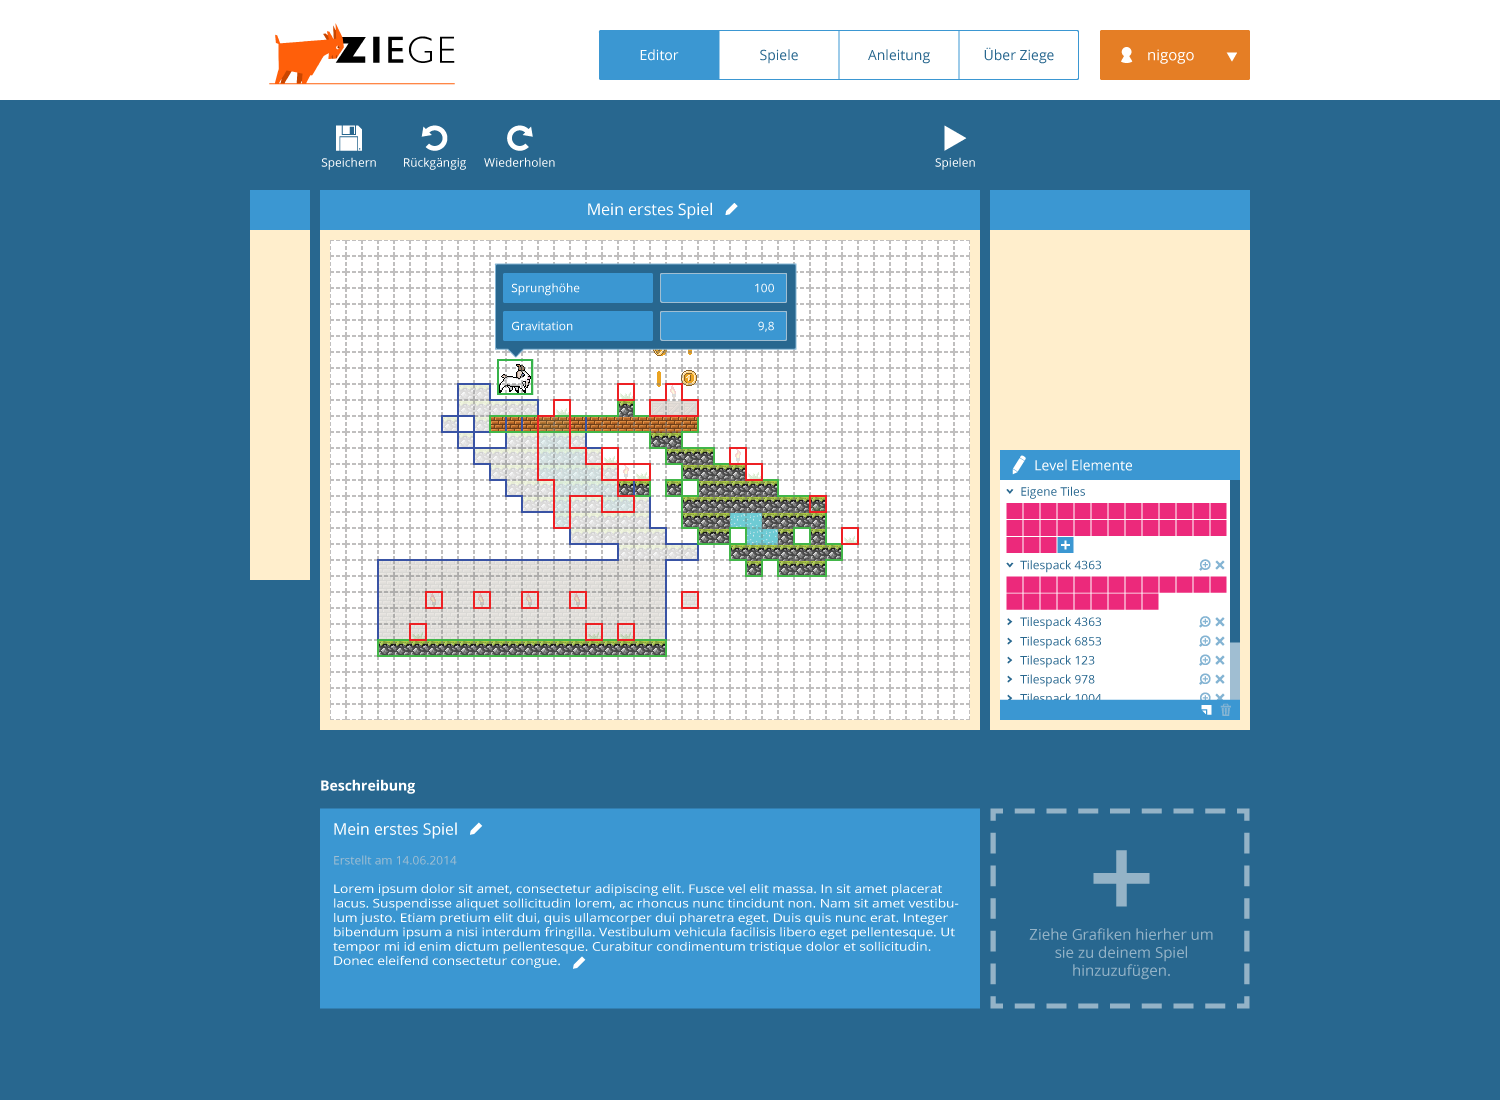 ZIEGE
Editor
Spiele
Anleitung
Über Ziege
nigogo
Speichern
Rückgängig
Wiederholen
Spielen
Mein erstes Spiel
Sprunghöhe
100
Gravitation
9,8
Level Elemente
Eigene Tiles
Tilespack 4363
Tilespack 4363
Tilespack 6853
Tilespack 123
Tilespack 978
Tilespack 1004
Beschreibung
Mein erstes Spiel
Erstellt am 14.06.2014
Lorem ipsum dolor sit amet, consectetur adipiscing elit. Fusce vel elit massa. In sit amet placerat
lacus. Suspendisse aliquet sollicitudin lorem, ac rhoncus nunc tincidunt non. Nam sit amet vestibu-
lum justo. Etiam pretium elit dui, quis ullamcorper dui pharetra eget. Duis quis nunc erat. Integer
bibendum ipsum a nisi interdum fringilla. Vestibulum vehicula facilisis libero eget pellentesque. Ut
tempor mi id enim dictum pellentesque. Curabitur condimentum tristique dolor et sollicitudin.
Donec eleifend consectetur congue.
Ziehe Grafiken hierher um
sie zu deinem Spiel
hinzuzufügen.